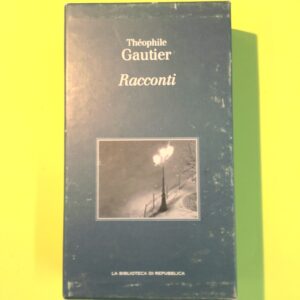 Théophile
Gautier
Racconti
LA BIBLIOTECA DI REPUBBLICA